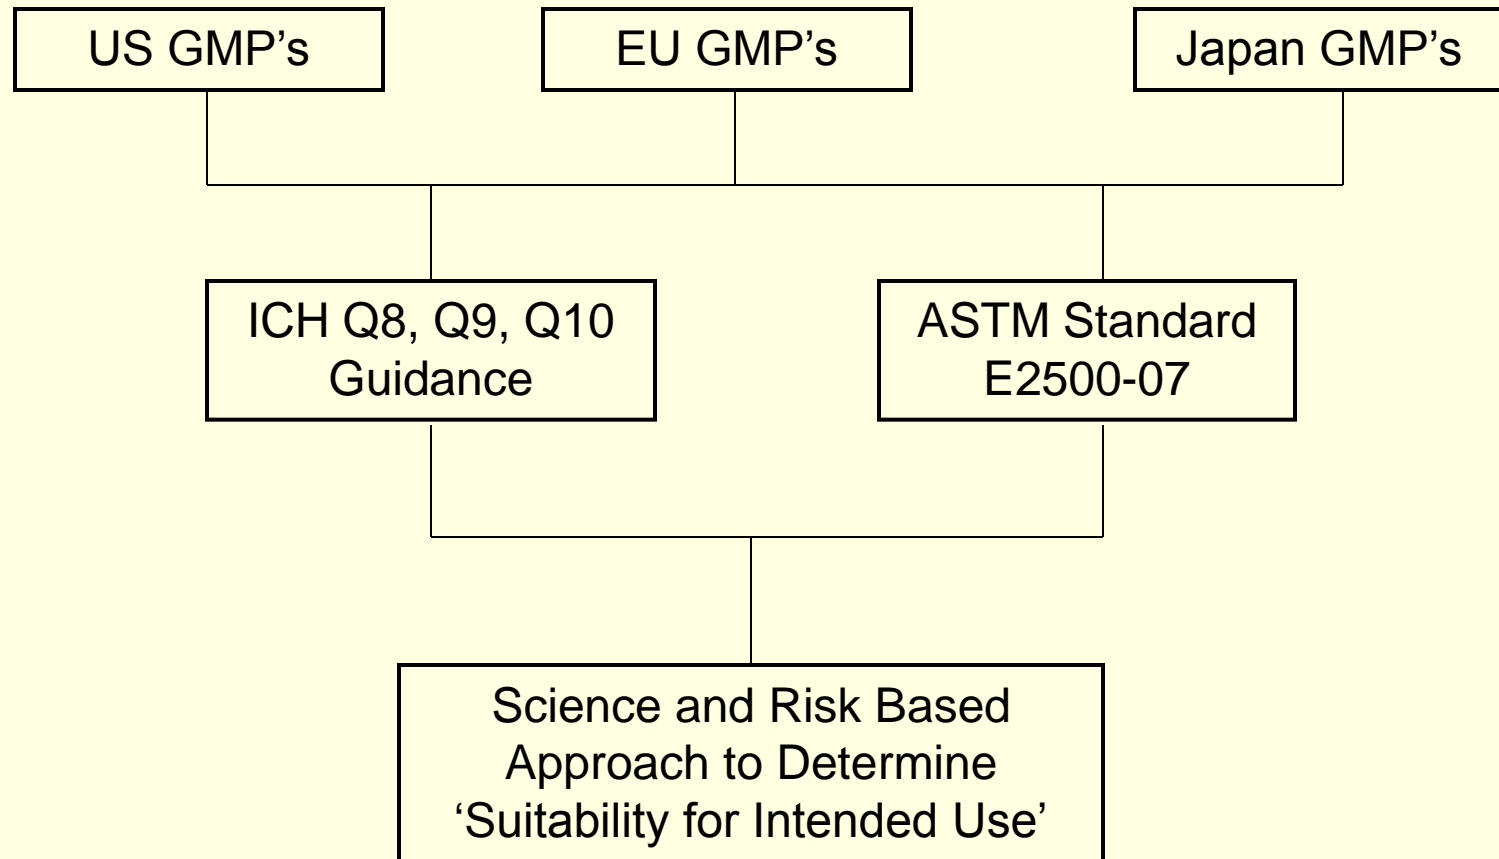 US GMP’s
EU GMP’s
Japan GMP’s
ICH Q8, Q9, Q10
Guidance
ASTM Standard
E2500-07
Science and Risk Based
Approach to Determine
‘Suitability for Intended Use’